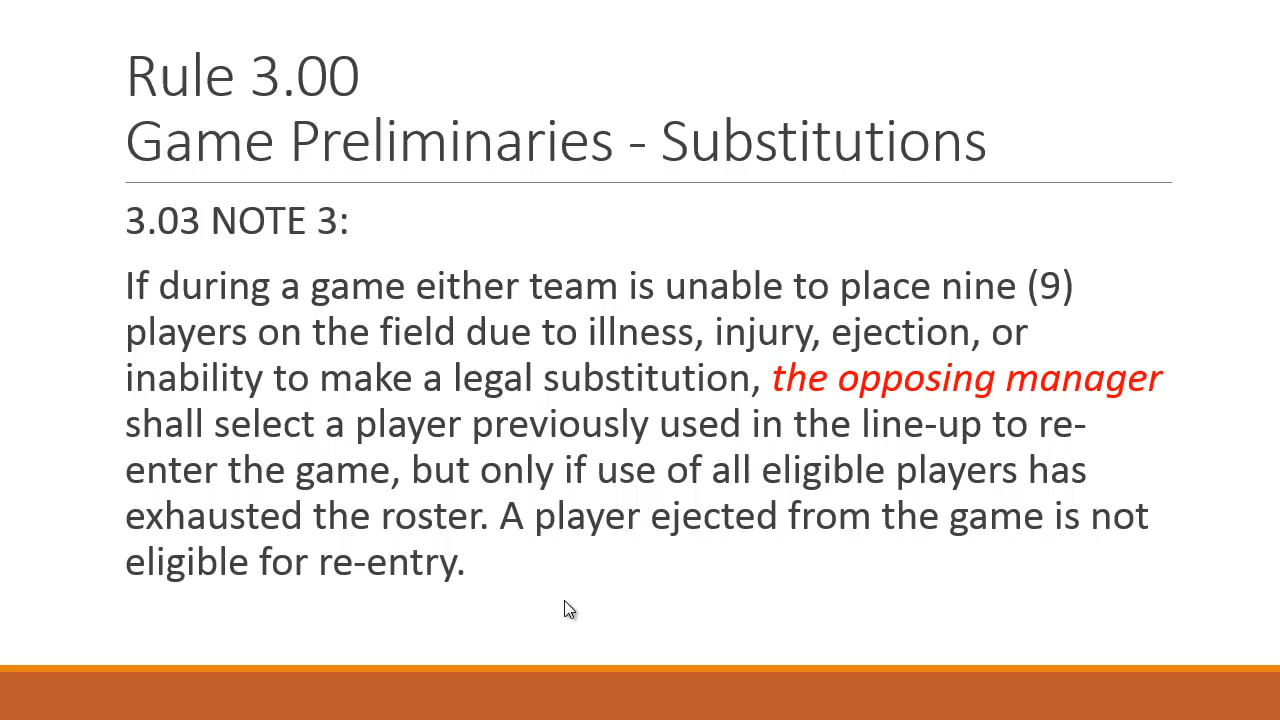 Rule 3.00
Game Preliminaries - Substitutions
3.03 NOTE 3:
If during a game either team is unable to place nine (9)
players on the field due to illness, injury, ejection, or
inability to make a legal substitution, the opposing manager
shall select a player previously used in the line-up to re-
enter the game, but only if use of all eligible players has
exhausted the roster. A player ejected from the game is not
eligible for re-entry.